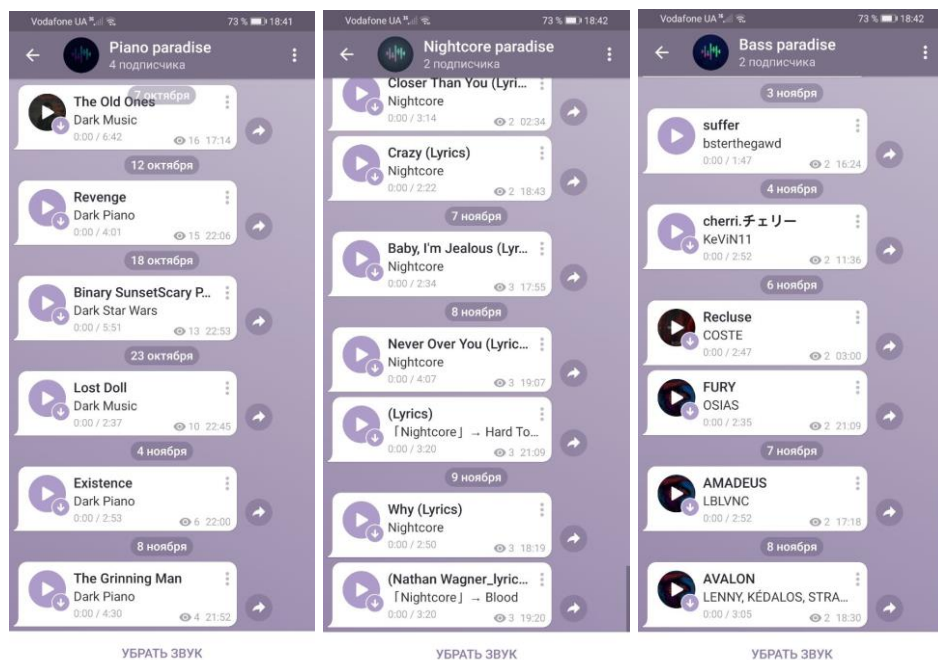 Vodafone UA 73 % 18:41
Piano paradise
4 подписчика
7 октября
The Old Ones
Dark Music
0:00 / 6:42 16 17:14
12 октября
Revenge
Dark Piano
0:00 / 4:01 15 22:06
18 октября
Binary SunsetScary P...
Dark Star Wars
0:00 / 5:51 13 22:53
23 октября
Lost Doll
Dark Music
0:00 / 2:37 10 22:45
4 ноября
Existence
Dark Piano
0:00 / 2:53 6 22:00
8 ноября
The Grinning Man
Dark Piano
0:00 / 4:30 4 21:52
УБРАТЬ ЗВУК
Vodafone UA 73 % 18:42
Nightcore paradise
2 подписчика
Closer Than You (Lyri...
Nightcore
0:00 / 3:14 2 02:34
Crazy (Lyrics)
Nightcore
0:00 / 2:22 2 18:43
7 ноября
Baby, I'm Jealous (Lyr...
Nightcore
0:00 / 2:34 3 17:55
8 ноября
Never Over You (Lyric...
Nightcore
0:00 / 4:07 3 19:07
(Lyrics)
「Nightcore」 → Hard To...
0:00 / 3:20 3 21:09
9 ноября
Why (Lyrics)
Nightcore
0:00 / 2:50 3 18:19
(Nathan Wagner_lyric...
「Nightcore」 → Blood
0:00 / 3:20 3 19:20
УБРАТЬ ЗВУК
Vodafone UA 73 % 18:42
Bass paradise
2 подписчика
3 ноября
suffer
bsterthegawd
0:00 / 1:47 2 16:24
4 ноября
cherri.チェリー
KeViN11
0:00 / 2:52 2 11:36
6 ноября
Recluse
COSTE
0:00 / 2:47 2 03:00
FURY
OSIAS
0:00 / 2:35 2 21:09
7 ноября
AMADEUS
LBLVNC
0:00 / 2:52 2 17:18
8 ноября
AVALON
LENNY, KÉDALOS, STRA...
0:00 / 3:05 2 18:30
УБРАТЬ ЗВУК